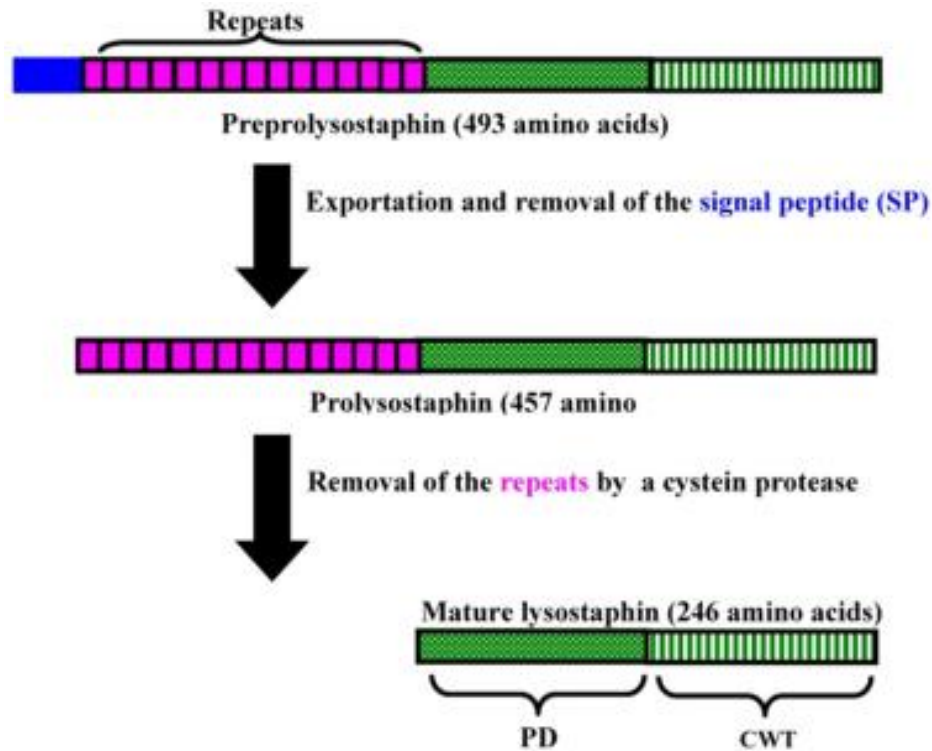 Repeats
Preprolysostaphin (493 amino acids)
Exportation and removal of the signal peptide (SP)
Prolysostaphin (457 amino
Removal of the repeats by a cystein protease
Mature lysostaphin (246 amino acids)
PD
CWT